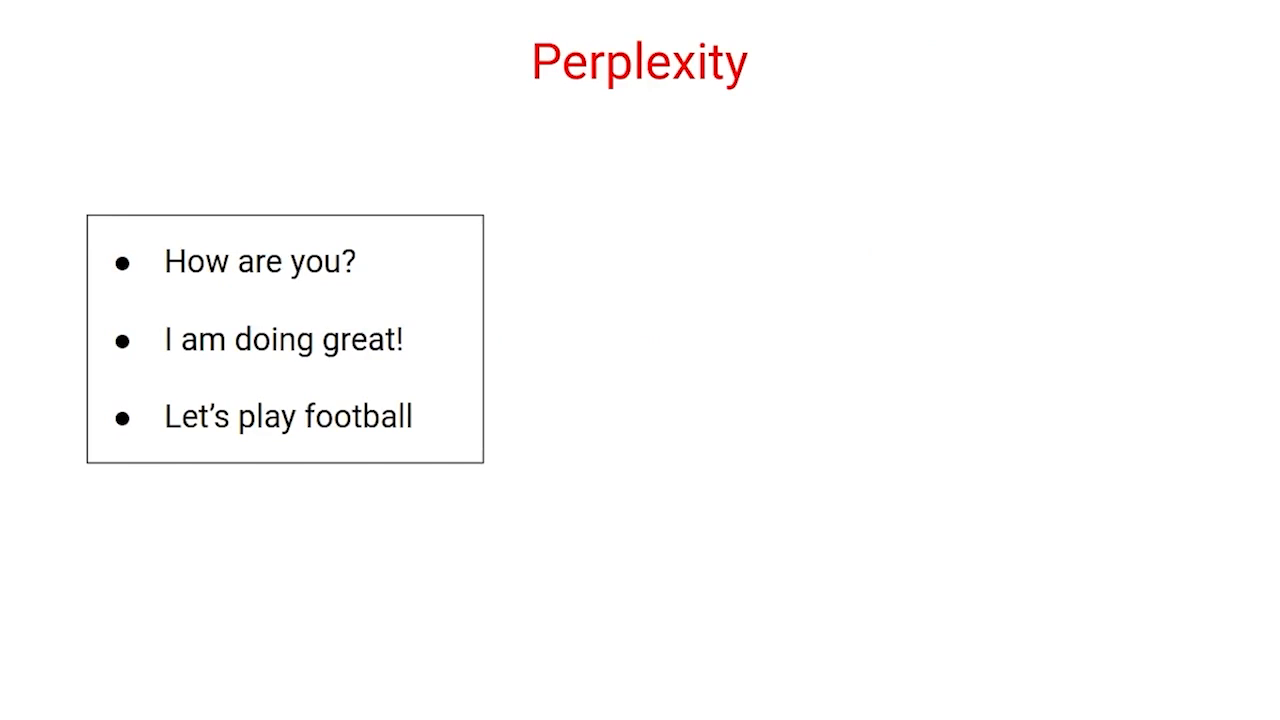 Perplexity
● How are you?
● I am doing great!
● Let’s play football